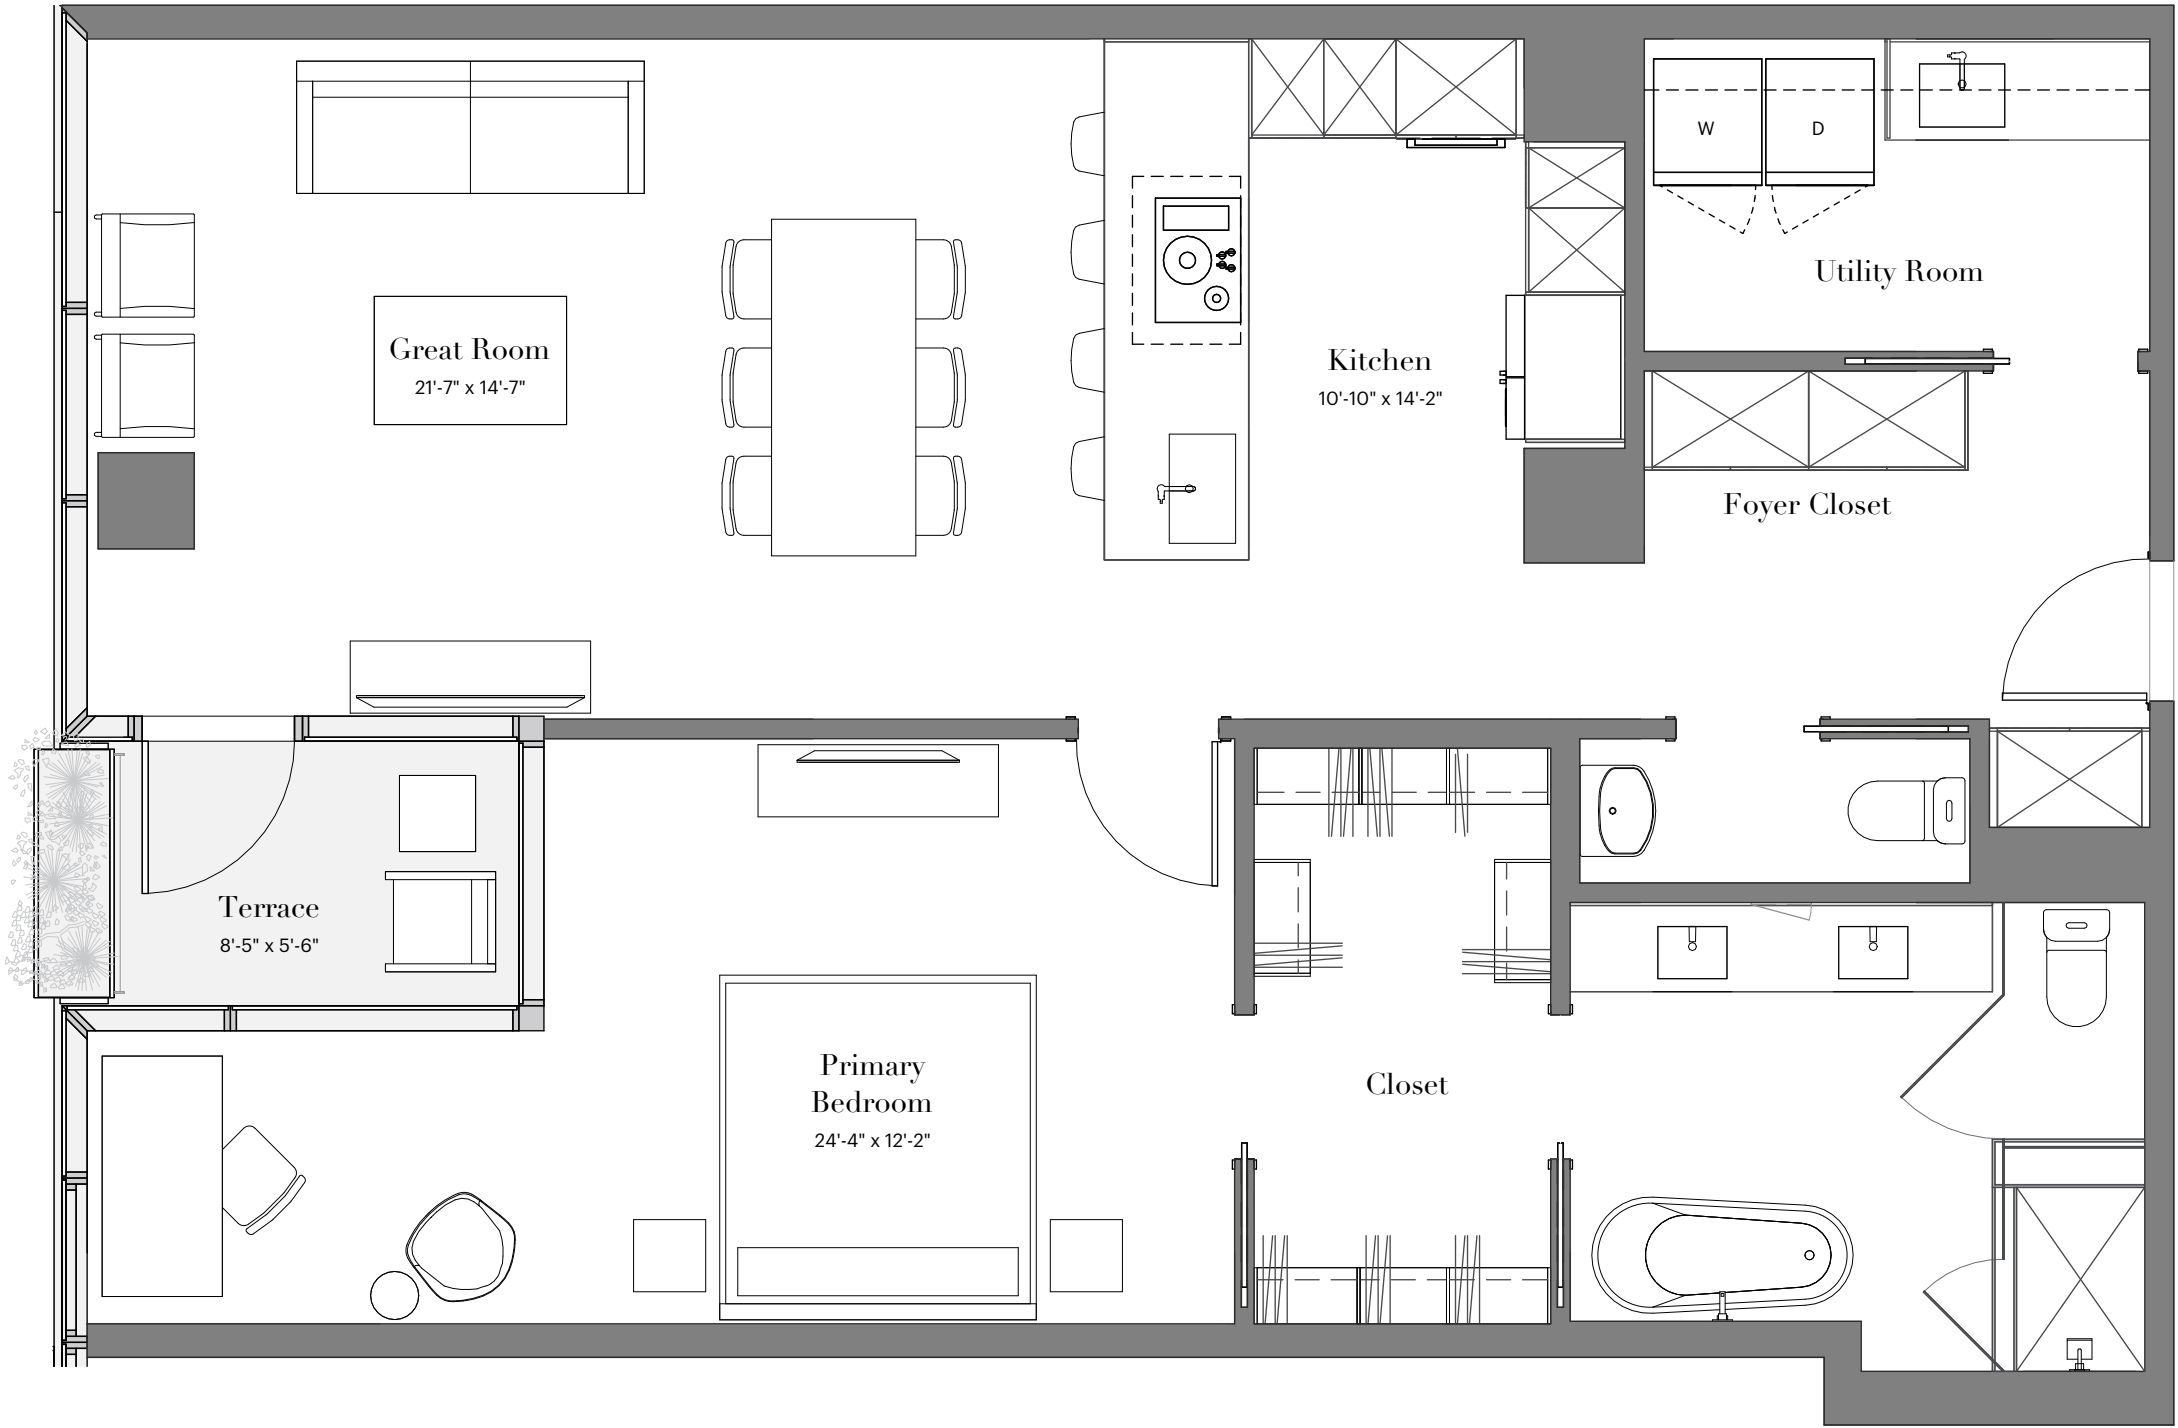 W
D
Utility Room
Great Room
21'-7" x 14'-7"
Kitchen
10'-10" x 14'-2"
Foyer Closet
Terrace
8'-5" x 5'-6"
Primary
Bedroom
24'-4" x 12'-2"
Closet